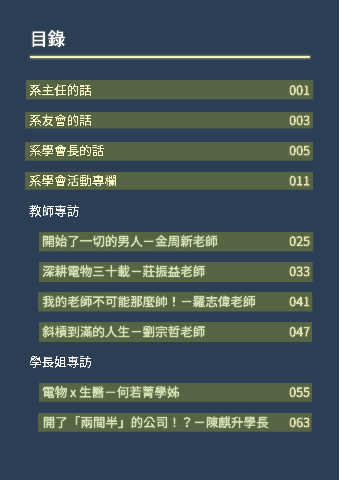 目錄
系主任的話 001
系友會的話 003
系學會長的話 005
系學會活動專欄 011
教師專訪
開始了一切的男人－金周新老師 025
深耕電物三十載－莊振益老師 033
我的老師不可能那麼帥！－羅志偉老師 041
斜槓到滿的人生－劉宗哲老師 047
學長姐專訪
電物 x 生醫－何若菁學姊 055
開了「兩間半」的公司！？－陳麒升學長 063